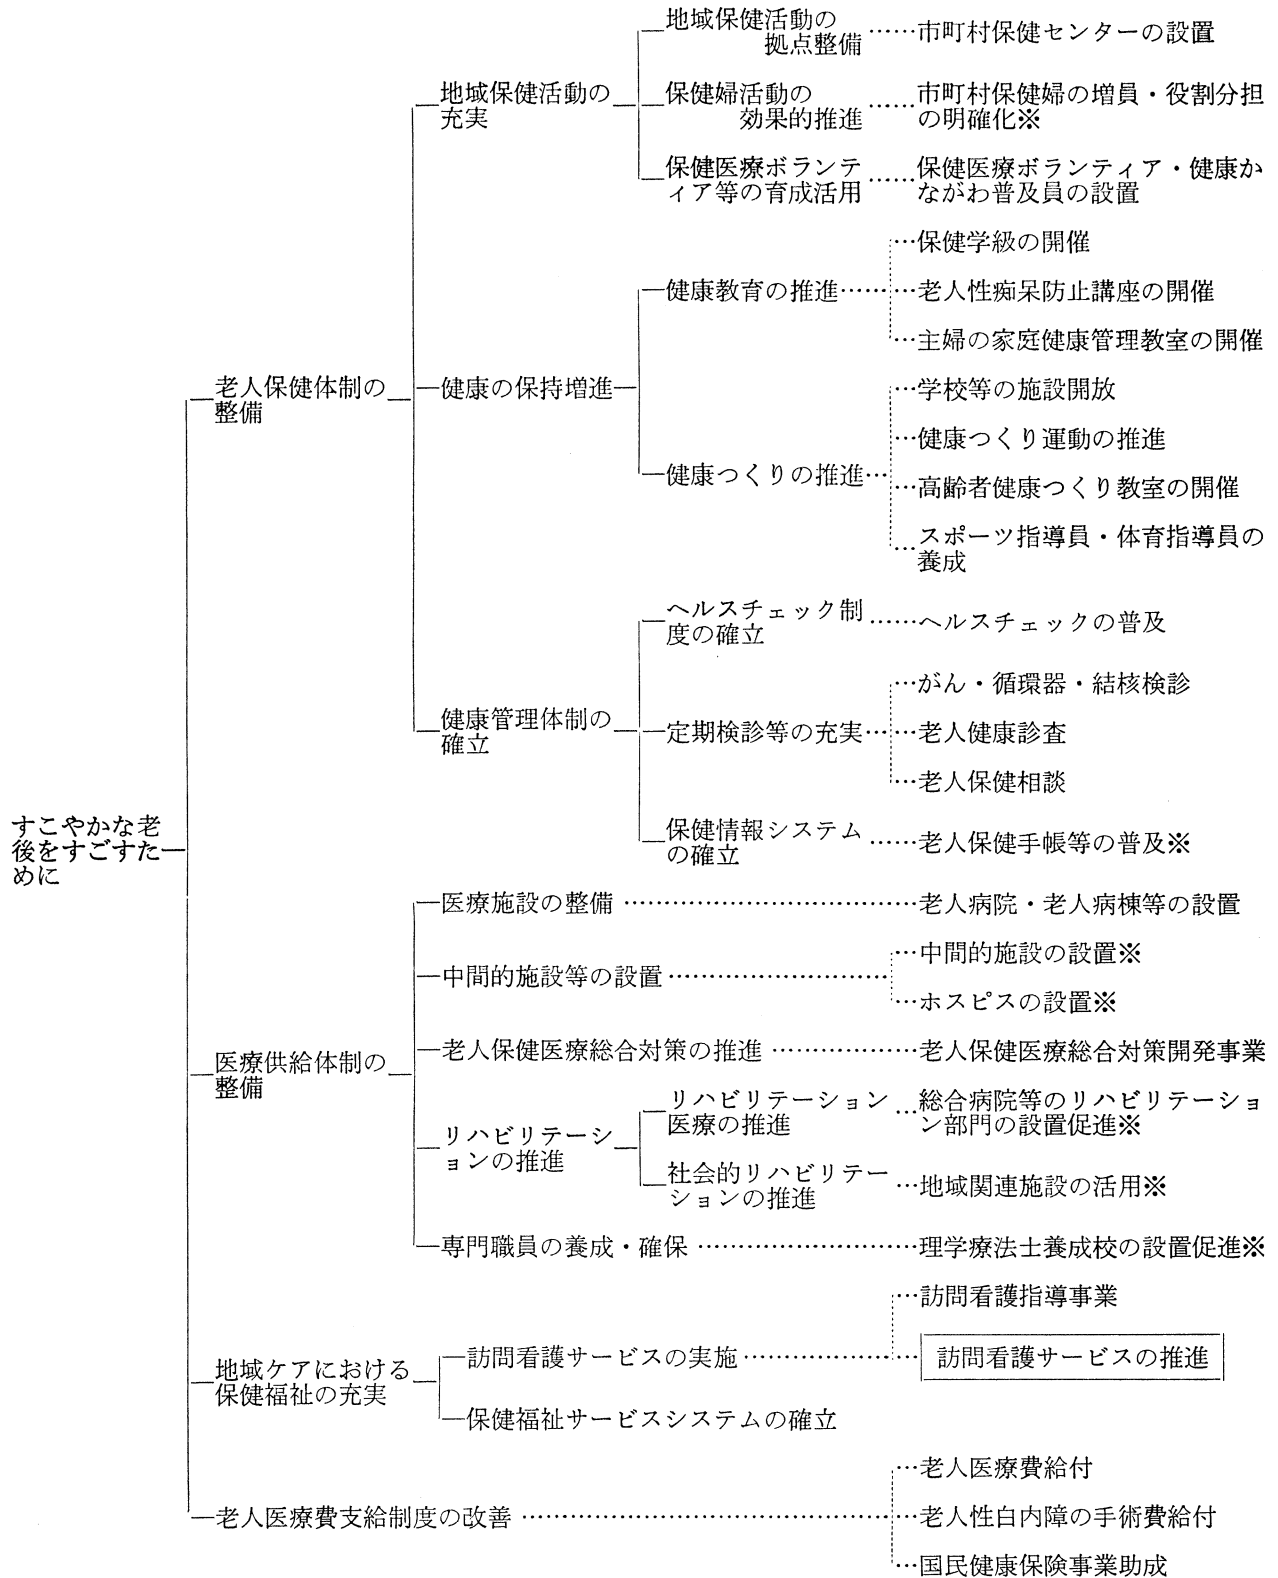 すこやかな老
後をすごすた
めに
老人保健体制の
整備
地域保健活動の
充実
地域保健活動の
拠点整備
……市町村保健センターの設置
保健婦活動の
効果的推進
……市町村保健婦の増員・役割分担
の明確化※
保健医療ボランテ
ィア等の育成活用
……保健医療ボランティア・健康か
ながわ普及員の設置
健康の保持増進
健康教育の推進……
…保健学級の開催
…老人性痴呆防止講座の開催
…主婦の家庭健康管理教室の開催
健康つくりの推進…
…学校等の施設開放
…健康つくり運動の推進
…高齢者健康つくり教室の開催
…スポーツ指導員・体育指導員の
養成
健康管理体制の
確立
ヘルスチェック制
度の確立
……ヘルスチェックの普及
定期検診等の充実…
…がん・循環器・結核検診
…老人健康診査
…老人保健相談
保健情報システム
の確立
……老人保健手帳等の普及※
医療供給体制の
整備
医療施設の整備………………………………老人病院・老人病棟等の設置
中間的施設等の設置………………………
…中間的施設の設置※
…ホスピスの設置※
老人保健医療総合対策の推進………………老人保健医療総合対策開発事業
リハビリテーシ
ョンの推進
リハビリテーション
医療の推進
…総合病院等のリハビリテーショ
ン部門の設置促進※
社会的リハビリテー
ションの推進
…地域関連施設の活用※
専門職員の養成・確保………………………理学療法士養成校の設置促進※
地域ケアにおける
保健福祉の充実
訪問看護サービスの実施………………
…訪問看護指導事業
…訪問看護サービスの推進
保健福祉サービスシステムの確立
老人医療費支給制度の改善………………………………………
…老人医療費給付
…老人性白内障の手術費給付
…国民健康保険事業助成